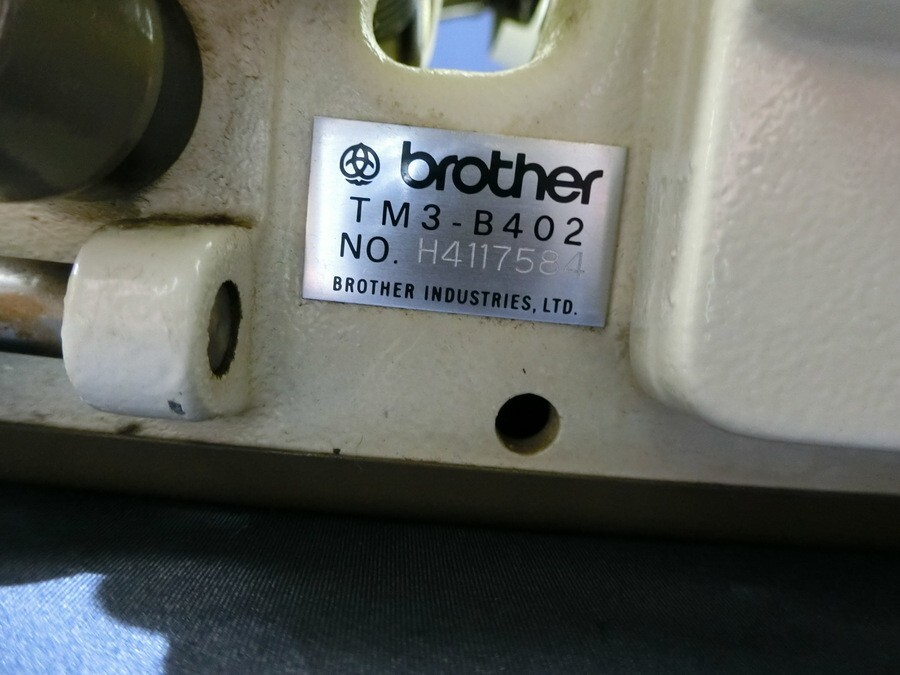 brother
TM3-B402
NO. H4117584
BROTHER INDUSTRIES, LTD.